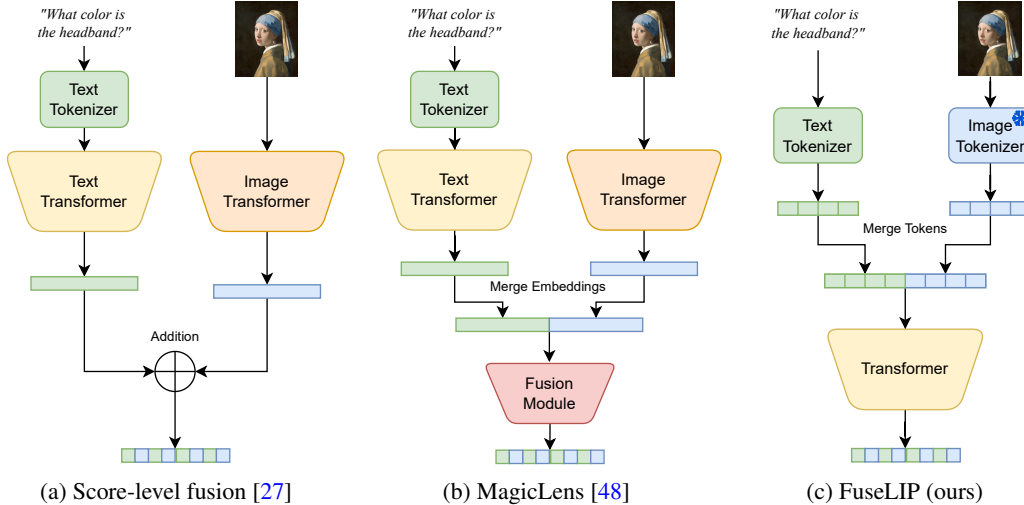 "What color is
the headband?"
Text
Tokenizer
Text
Transformer
Image
Transformer
Addition
(a) Score-level fusion [27]
"What color is
the headband?"
Text
Tokenizer
Text
Transformer
Image
Transformer
Merge Embeddings
Fusion
Module
(b) MagicLens [48]
"What color is
the headband?"
Text
Tokenizer
Image
Tokenizer
Merge Tokens
Transformer
(c) FuseLIP (ours)